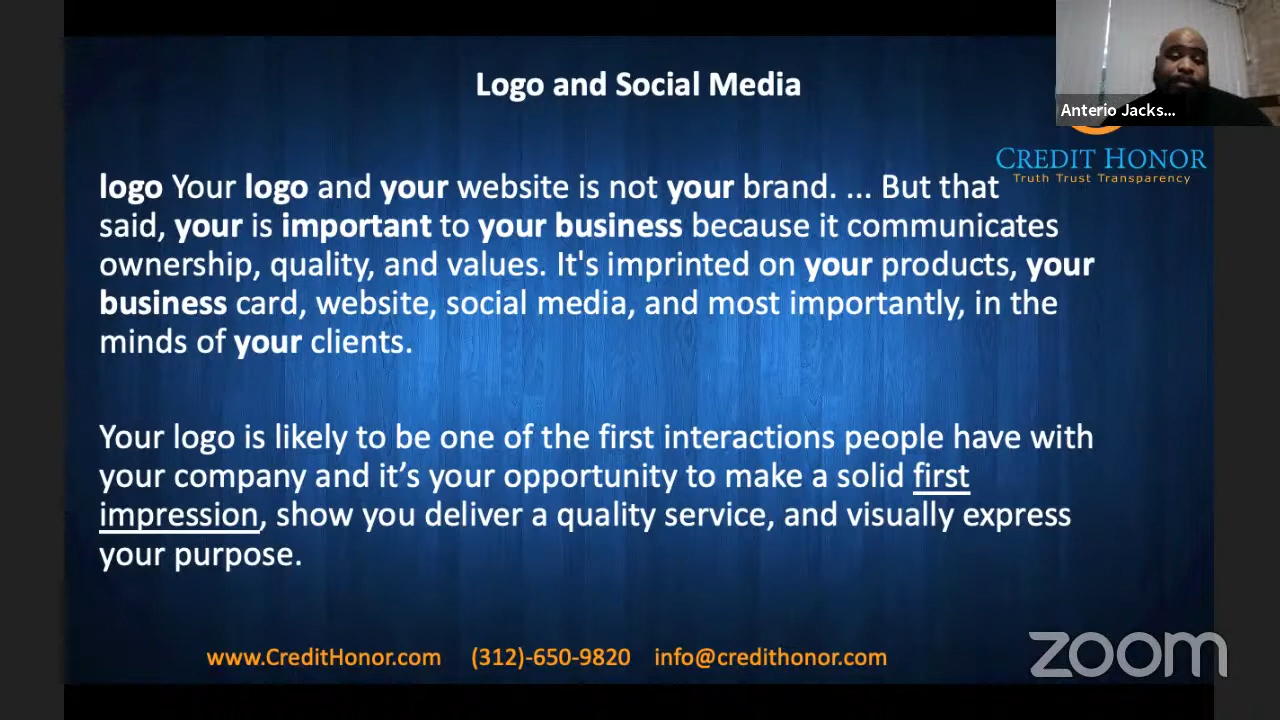 Logo and Social Media
Anterio Jacks...
CREDIT HONOR
Truth Trust Transparency
logo Your logo and your website is not your brand. ... But that
said, your is important to your business because it communicates
ownership, quality, and values. It's imprinted on your products, your
business card, website, social media, and most importantly, in the
minds of your clients.
Your logo is likely to be one of the first interactions people have with
your company and it’s your opportunity to make a solid first
impression, show you deliver a quality service, and visually express
your purpose.
www.CreditHonor.com (312)-650-9820 info@credithonor.com
zoom